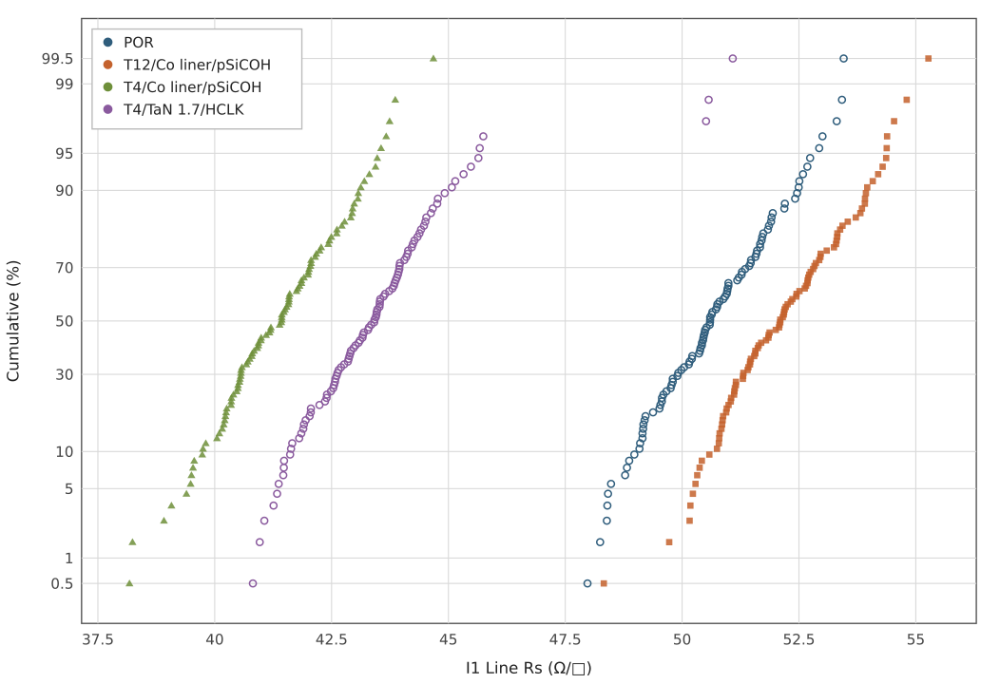 POR
T12/Co liner/pSiCOH
T4/Co liner/pSiCOH
T4/TaN 1.7/HCLK
Cumulative (%)
99.5
99
95
90
70
50
30
10
5
1
0.5
37.5 40 42.5 45 47.5 50 52.5 55
I1 Line Rs (Ω/□)